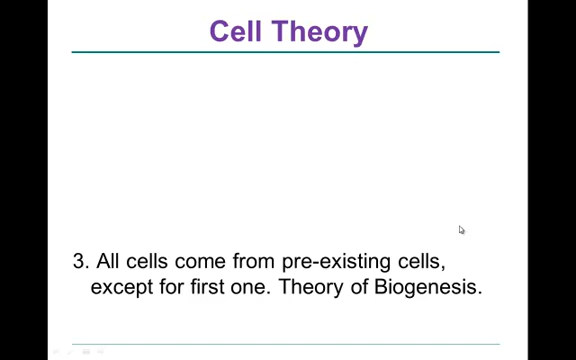 Cell Theory
3. All cells come from pre-existing cells,
except for first one. Theory of Biogenesis.